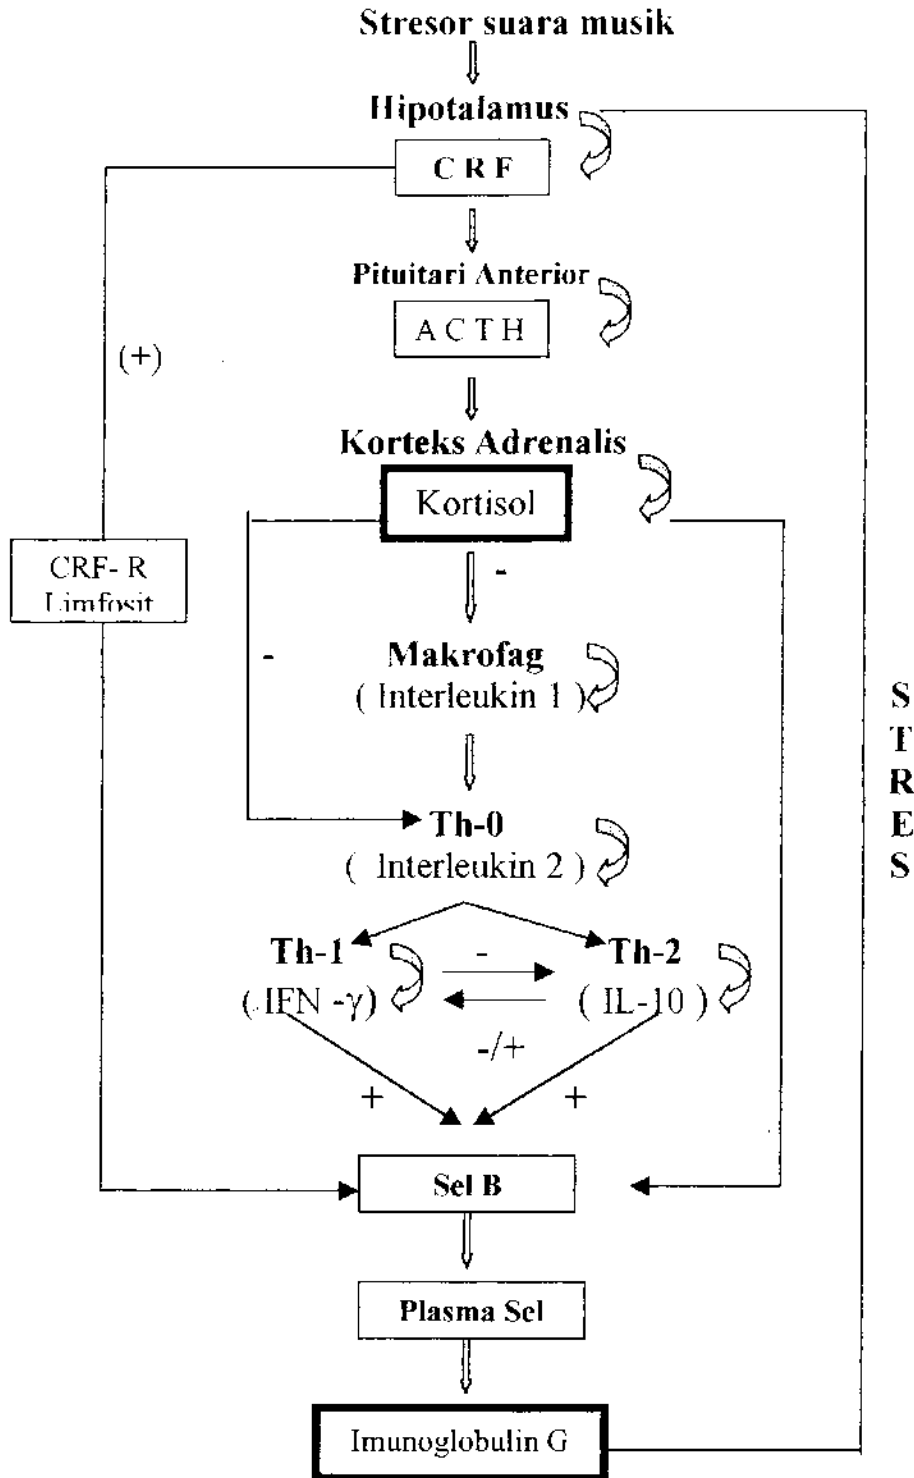 Stresor suara musik
Hipotalamus
C R F
Pituitari Anterior
A C T H
(+)
Korteks Adrenalis
Kortisol
CRF- R
Limfosit
-
-
Makrofag
( Interleukin 1 )
S
T
R
E
S
Th-0
( Interleukin 2 )
Th-1
-
Th-2
( IFN -γ)
( IL-10 )
-/+
+
+
Sel B
Plasma Sel
Imunoglobulin G